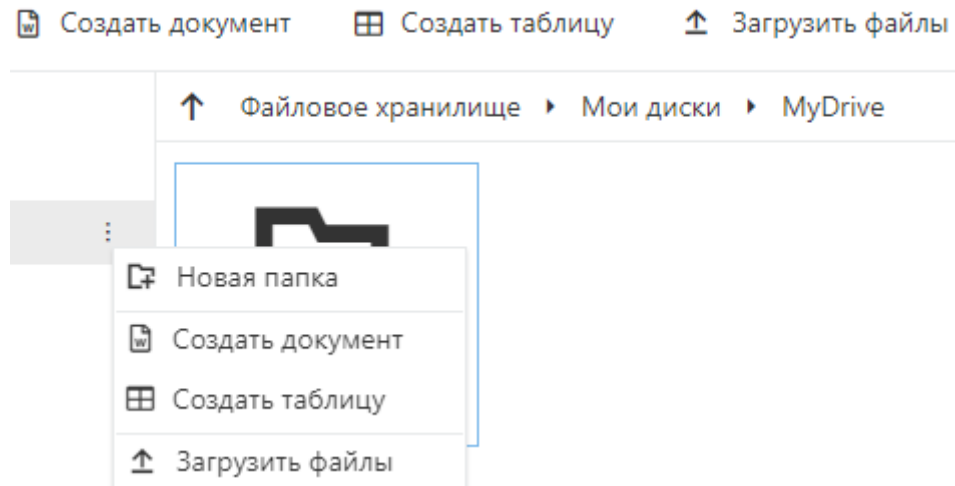 Создать документ Создать таблицу Загрузить файлы
Файловое хранилище Мои диски MyDrive
Новая папка
Создать документ
Создать таблицу
Загрузить файлы